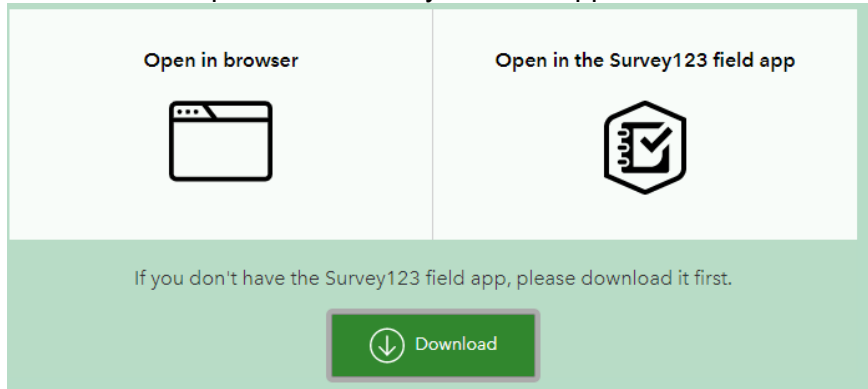 Open in browser
Open in the Survey123 field app
If you don't have the Survey123 field app, please download it first.
Download